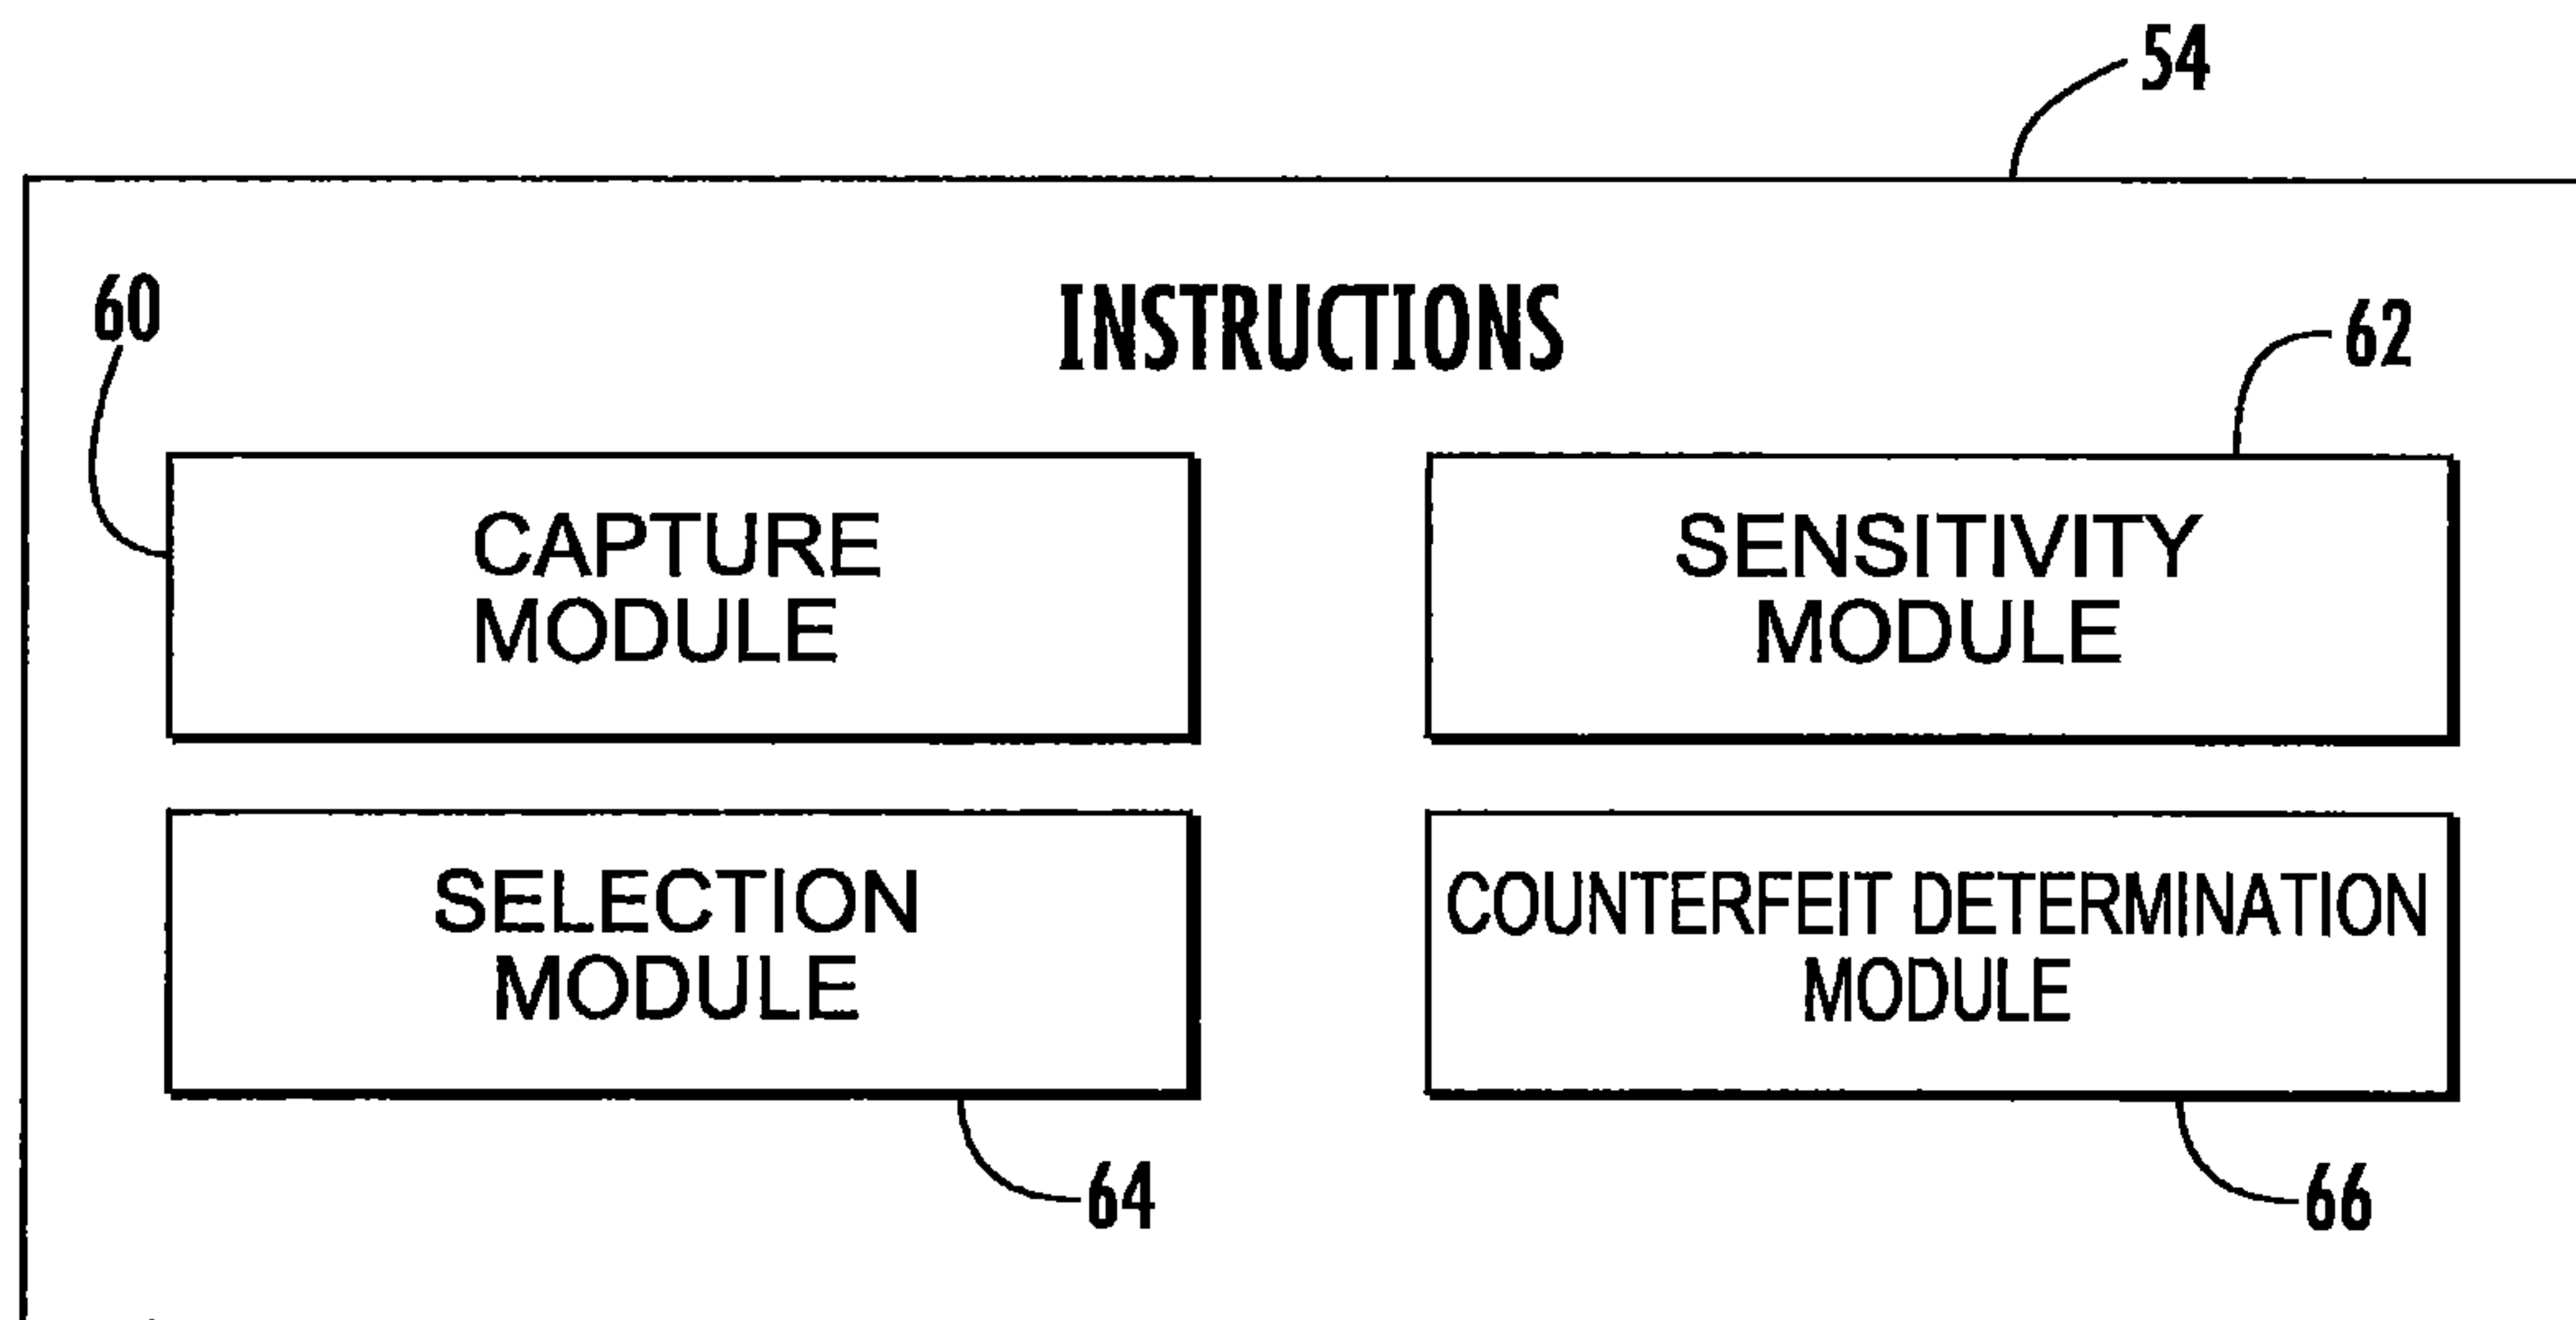 54
60
INSTRUCTIONS
62
CAPTURE
MODULE
SENSITIVITY
MODULE
SELECTION
MODULE
COUNTERFEIT DETERMINATION
MODULE
64
66